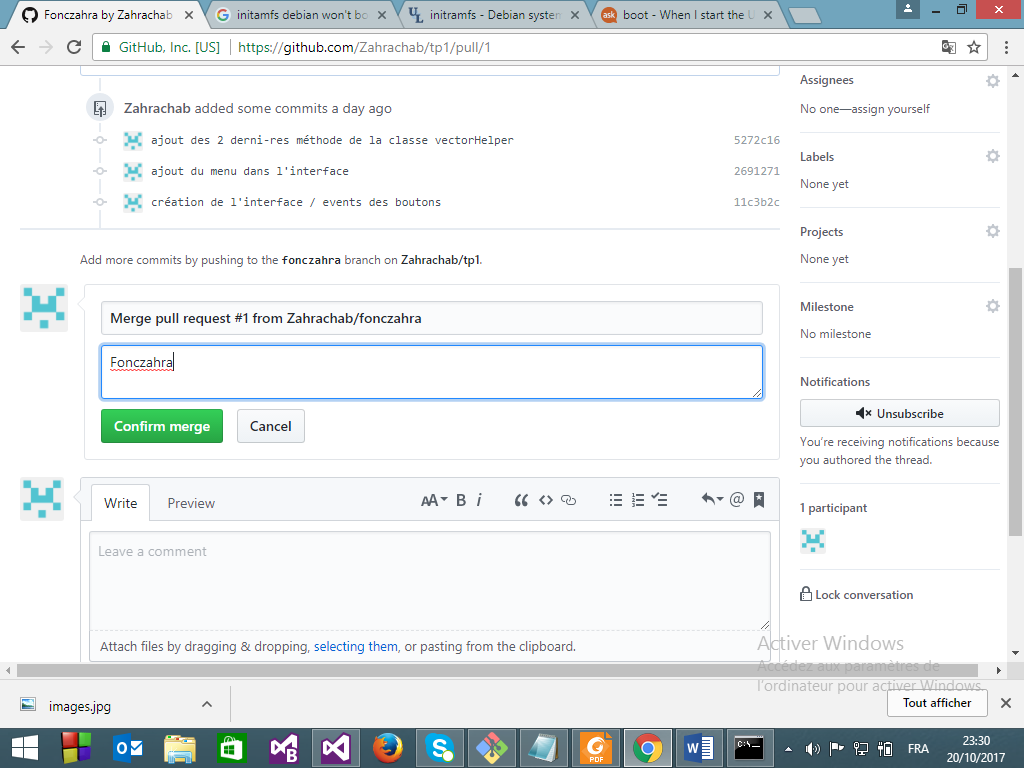 Fonczahra by Zahrachab
initamfs debian won't bo
initramfs - Debian system
ask
boot - When I start the U
GitHub, Inc. [US]
https://github.com/Zahrachab/tp1/pull/1
Zahrachab added some commits a day ago
ajout des 2 derni-res méthode de la classe vectorHelper
5272c16
ajout du menu dans l'interface
2691271
création de l'interface / events des boutons
11c3b2c
Add more commits by pushing to the fonczahra branch on Zahrachab/tp1.
Merge pull request #1 from Zahrachab/fonczahra
Fonczahra
Confirm merge
Cancel
Write
Preview
AA
B
i
@
Leave a comment
Attach files by dragging & dropping, selecting them, or pasting from the clipboard.
Assignees
No one—assign yourself
Labels
None yet
Projects
None yet
Milestone
No milestone
Notifications
Unsubscribe
You're receiving notifications because
you authored the thread.
1 participant
Lock conversation
Activer Windows
Accédez aux paramètres de
l'ordinateur pour activer Windows.
images.jpg
Tout afficher
PDF
FRA
23:30
20/10/2017